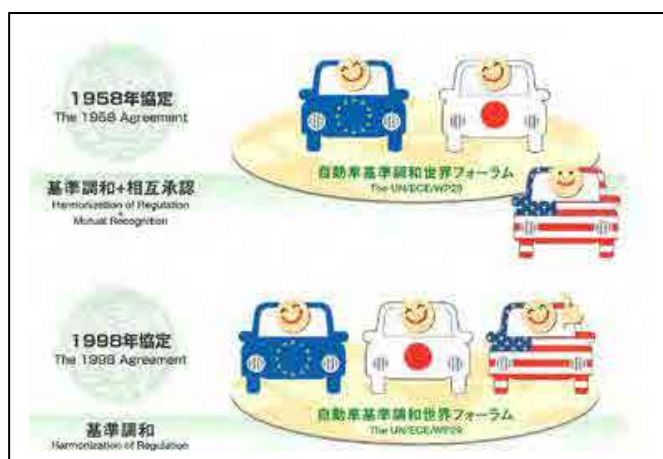 1958年協定
The 1958 Agreement
基準調和+相互承認
Harmonization of Regulation
+
Mutual Recognition
自動車基準調和世界フォーラム
The UN/ECE/WP29
1998年協定
The 1998 Agreement
基準調和
Harmonization of Regulation
自動車基準調和世界フォーラム
The UN/ECE/WP29